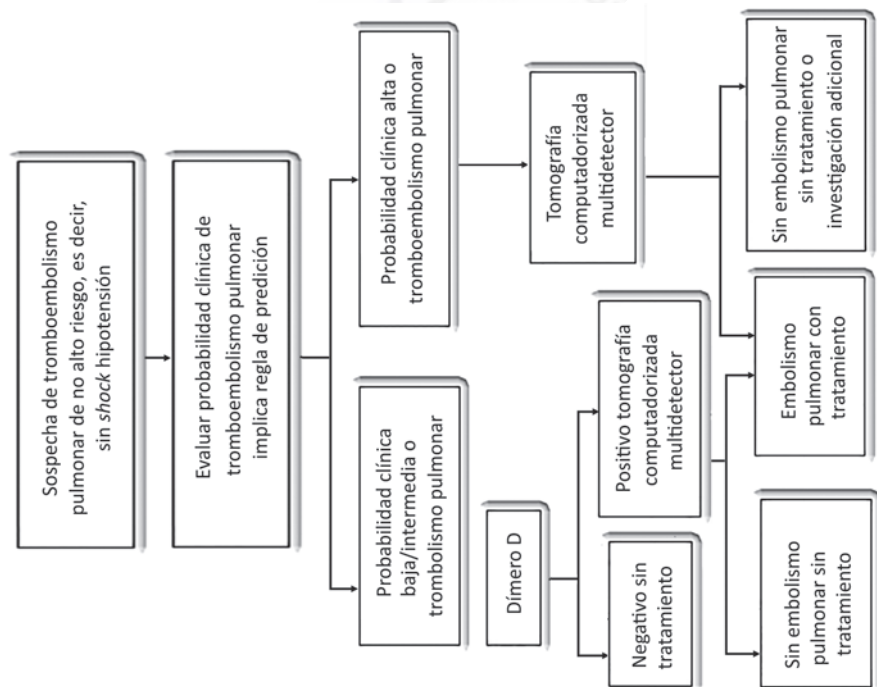 Sospecha de tromboembolismo
pulmonar de no alto riesgo, es decir,
sin shock hipotensión
Evaluar probabilidad clínica de
tromboembolismo pulmonar
implica regla de predición
Probabilidad clínica
baja/intermedia o
trombolismo pulmonar
Probabilidad clínica alta o
tromboembolismo pulmonar
Dímero D
Tomografía
computadorizada
multidetector
Negativo sin
tratamiento
Positivo tomografía
computadorizada
multidetector
Sin embolismo
pulmonar sin
tratamiento
Embolismo
pulmonar con
tratamiento
Sin embolismo pulmonar
sin tratamiento o
investigación adicional